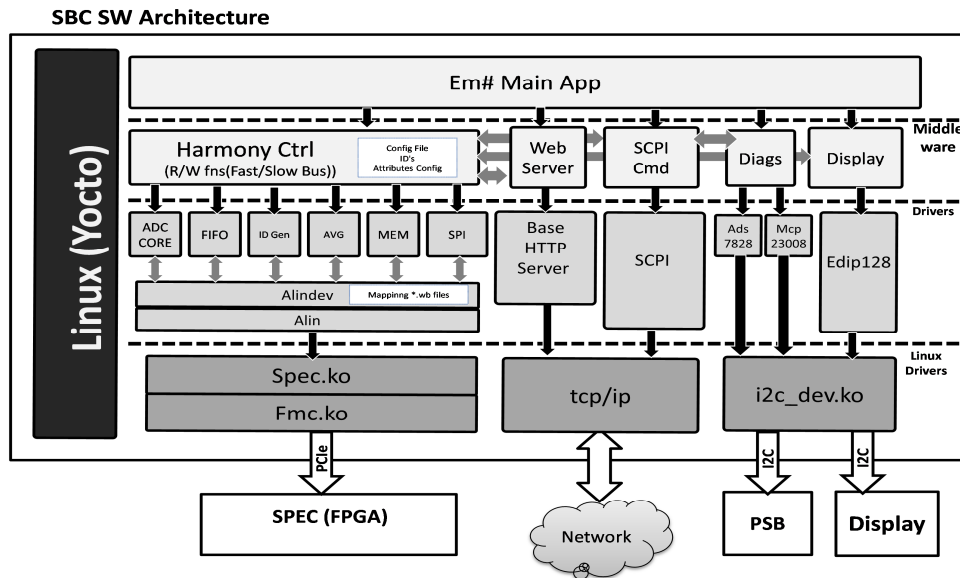 SBC SW Architecture
Linux (Yocto)
Em# Main App
Middle
ware
Harmony Ctrl
(R/W fns(Fast/Slow Bus))
Config File
ID's
Attributes Config
Web
Server
SCPI
Cmd
Diags
Display
Drivers
ADC
CORE
FIFO
ID Gen
AVG
MEM
SPI
Base
HTTP
Server
SCPI
Ads
7828
Mcp
23008
Edip128
Alindev
Mappinng *.wb files
Alin
Linux
Drivers
Spec.ko
Fmc.ko
tcp/ip
i2c_dev.ko
PCIe
I2C
I2C
SPEC (FPGA)
Network
PSB
Display